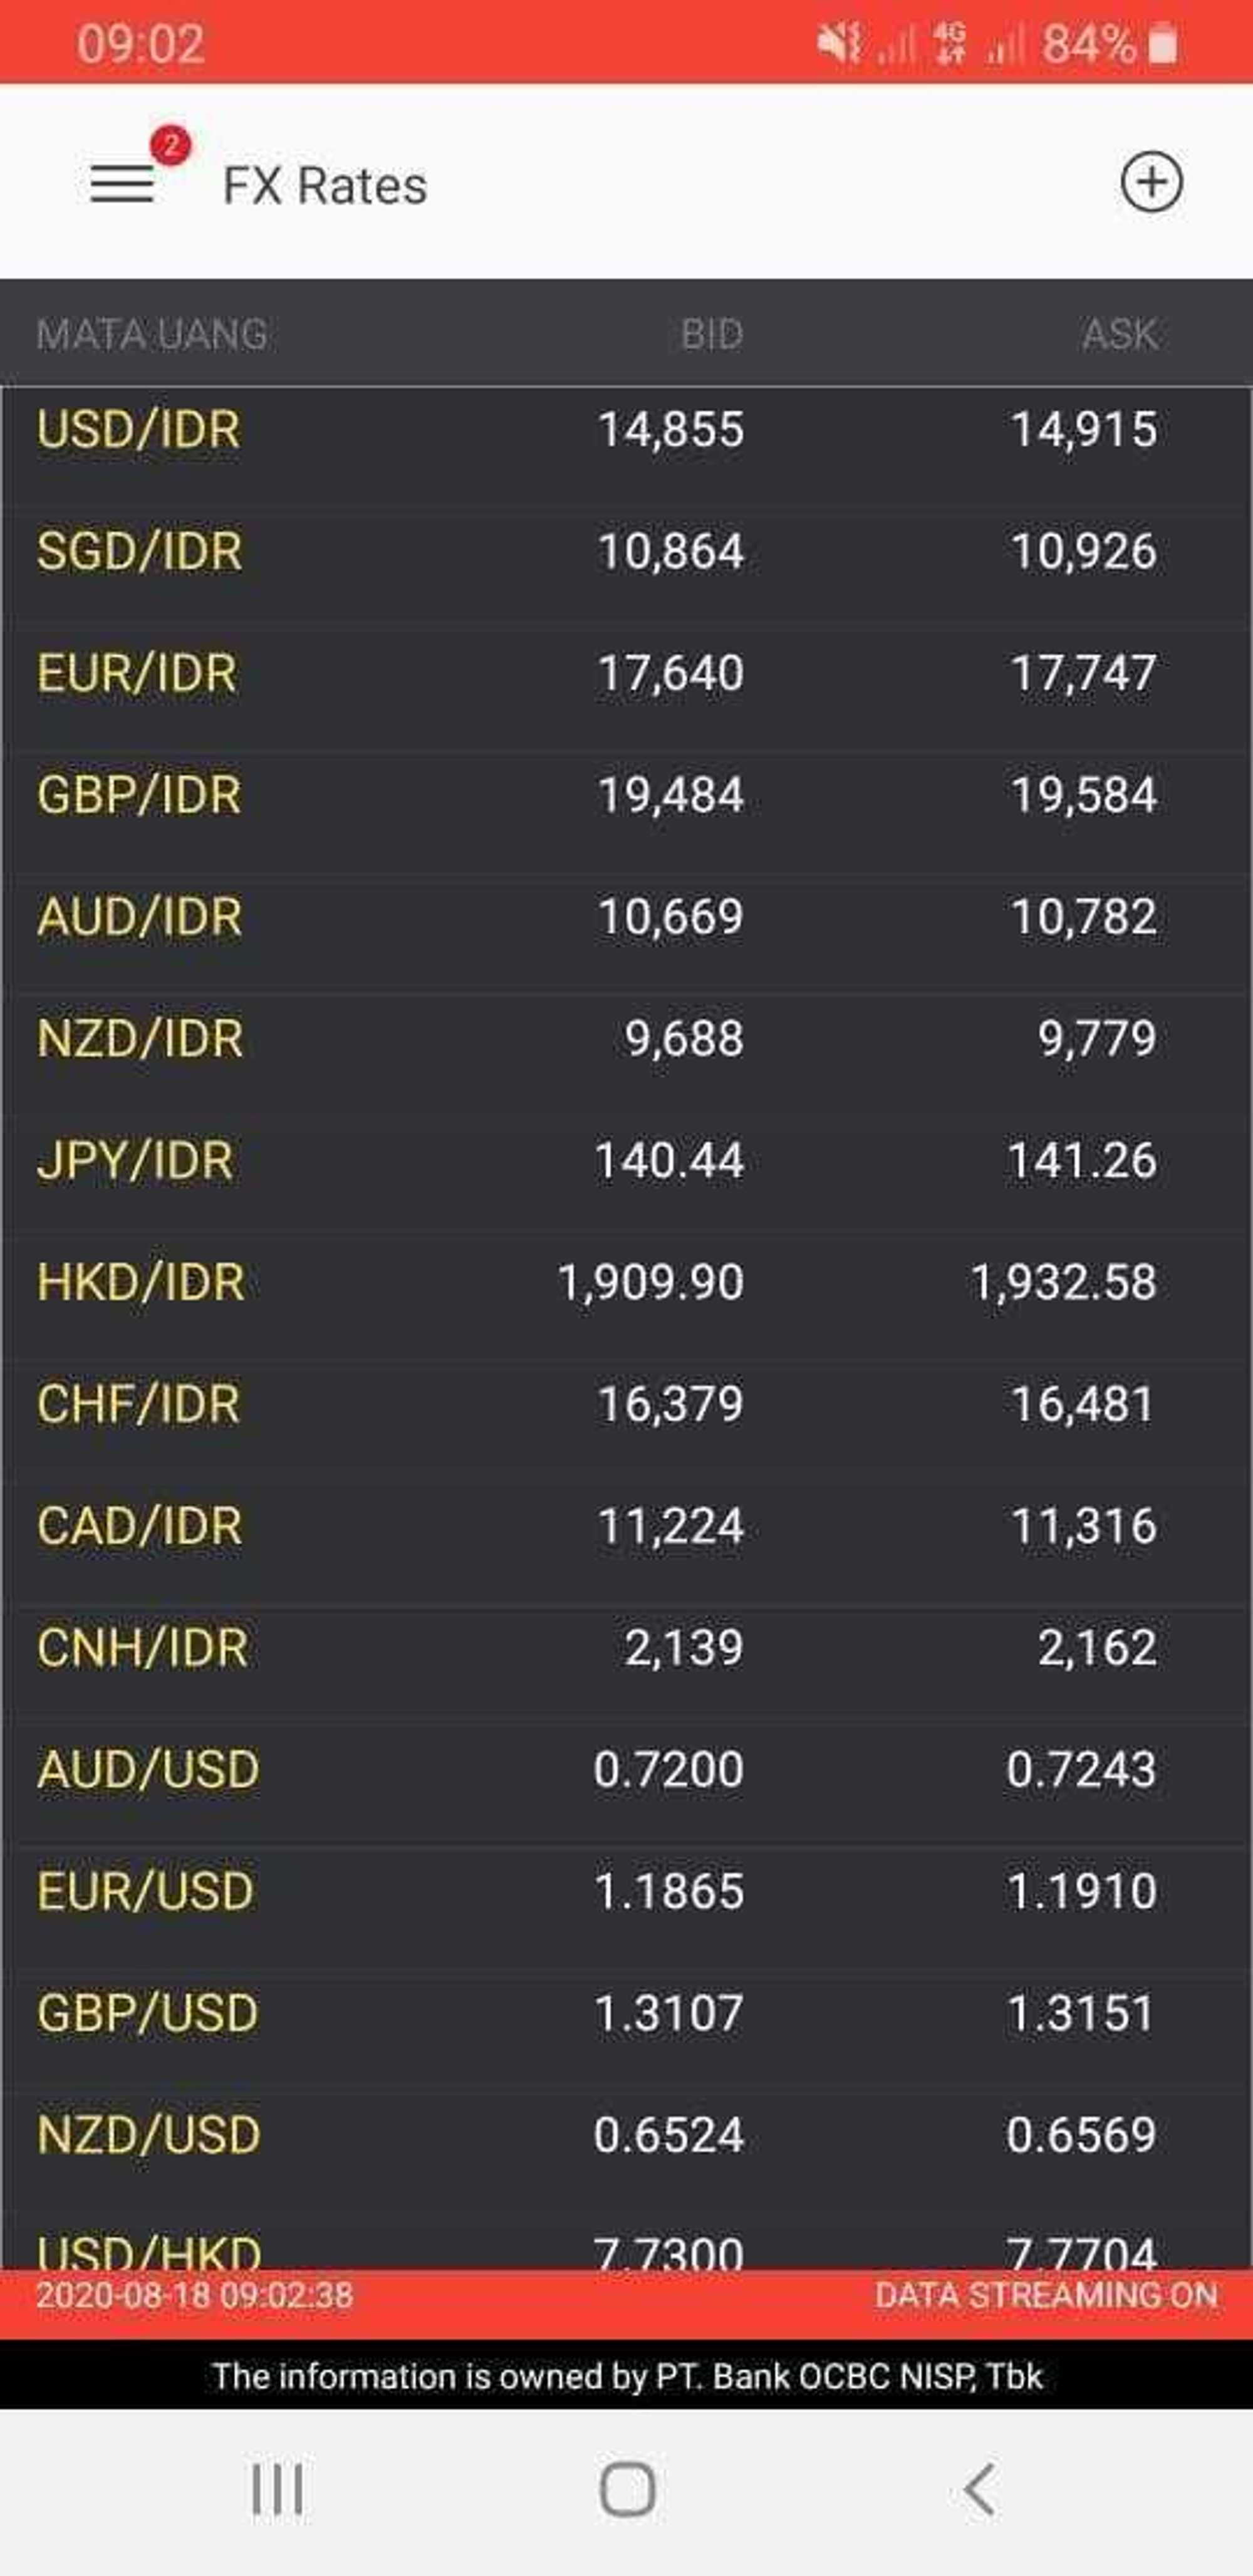 09:02 4G 84%
2 FX Rates
MATA UANG BID ASK
USD/IDR 14,855 14,915
SGD/IDR 10,864 10,926
EUR/IDR 17,640 17,747
GBP/IDR 19,484 19,584
AUD/IDR 10,669 10,782
NZD/IDR 9,688 9,779
JPY/IDR 140.44 141.26
HKD/IDR 1,909.90 1,932.58
CHF/IDR 16,379 16,481
CAD/IDR 11,224 11,316
CNH/IDR 2,139 2,162
AUD/USD 0.7200 0.7243
EUR/USD 1.1865 1.1910
GBP/USD 1.3107 1.3151
NZD/USD 0.6524 0.6569
USD/HKD 7.7300 7.7704
2020-08-18 09:02:38 DATA STREAMING ON
The information is owned by PT. Bank OCBC NISP, Tbk